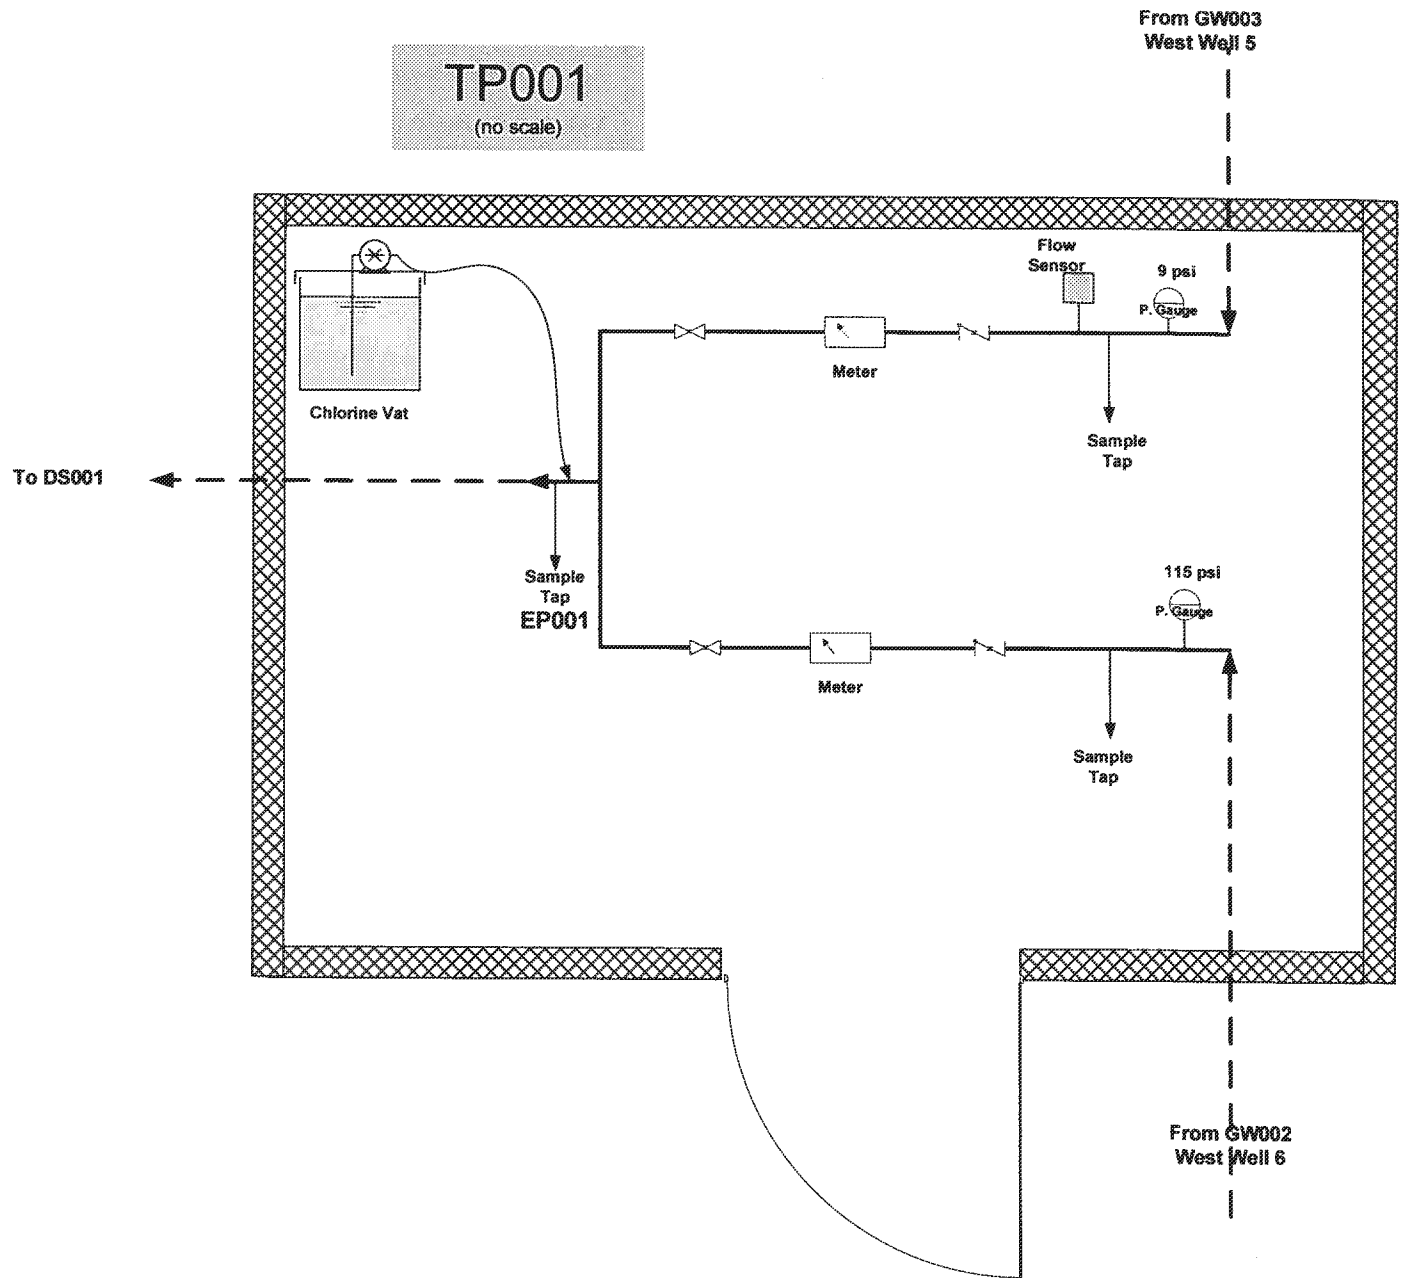 From GW003
West Well 5
TP001
(no scale)
Flow
Sensor
9 psi
P. Gauge
Meter
Chlorine Vat
Sample
Tap
To DS001
Sample
Tap
EP001
115 psi
P. Gauge
Meter
Sample
Tap
From GW002
West Well 6